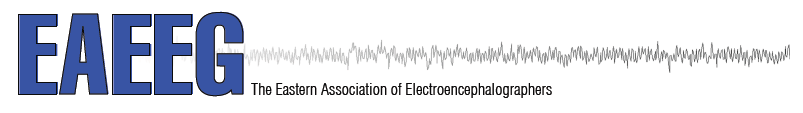 EAEEG
The Eastern Association of Electroencephalographers